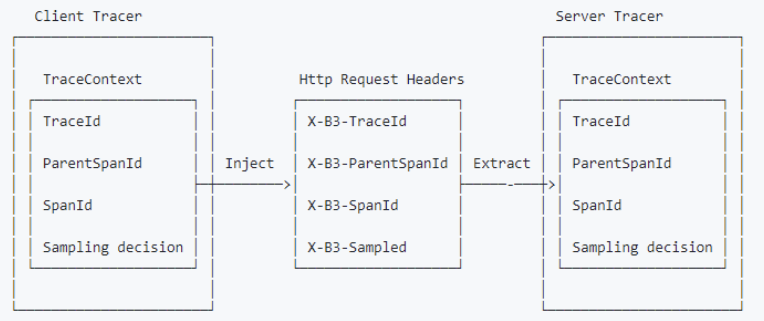 Client Tracer Server Tracer
TraceContext Http Request Headers TraceContext
TraceId X-B3-TraceId TraceId
ParentSpanId Inject X-B3-ParentSpanId Extract ParentSpanId
SpanId X-B3-SpanId SpanId
Sampling decision X-B3-Sampled Sampling decision